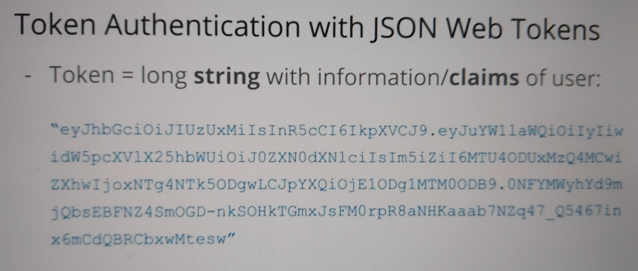 Token Authentication with JSON Web Tokens
- Token = long string with information/claims of user:
"eyJhbGciOiJIUzUxMiIsInR5cCI6IkpXVCJ9.eyJuYW1laWQiOiIyIiw
idW5pcXVlX25hbWUiOiJ0ZXN0dXNlciIsIm5iZiI6MTU4ODUxMzQ4MCwi
ZXhwIjoxNTg4NTk5ODgwLCJpYXQiOjE1ODg1MTM0ODB9.0NFYMWyhYd9m
jQbsEBFNZ4SmOGD-nkSOHkTGmxJsFM0rpR8aNHKaaab7NZq47_Q5467in
x6mCdQBRCbxwMtesw"